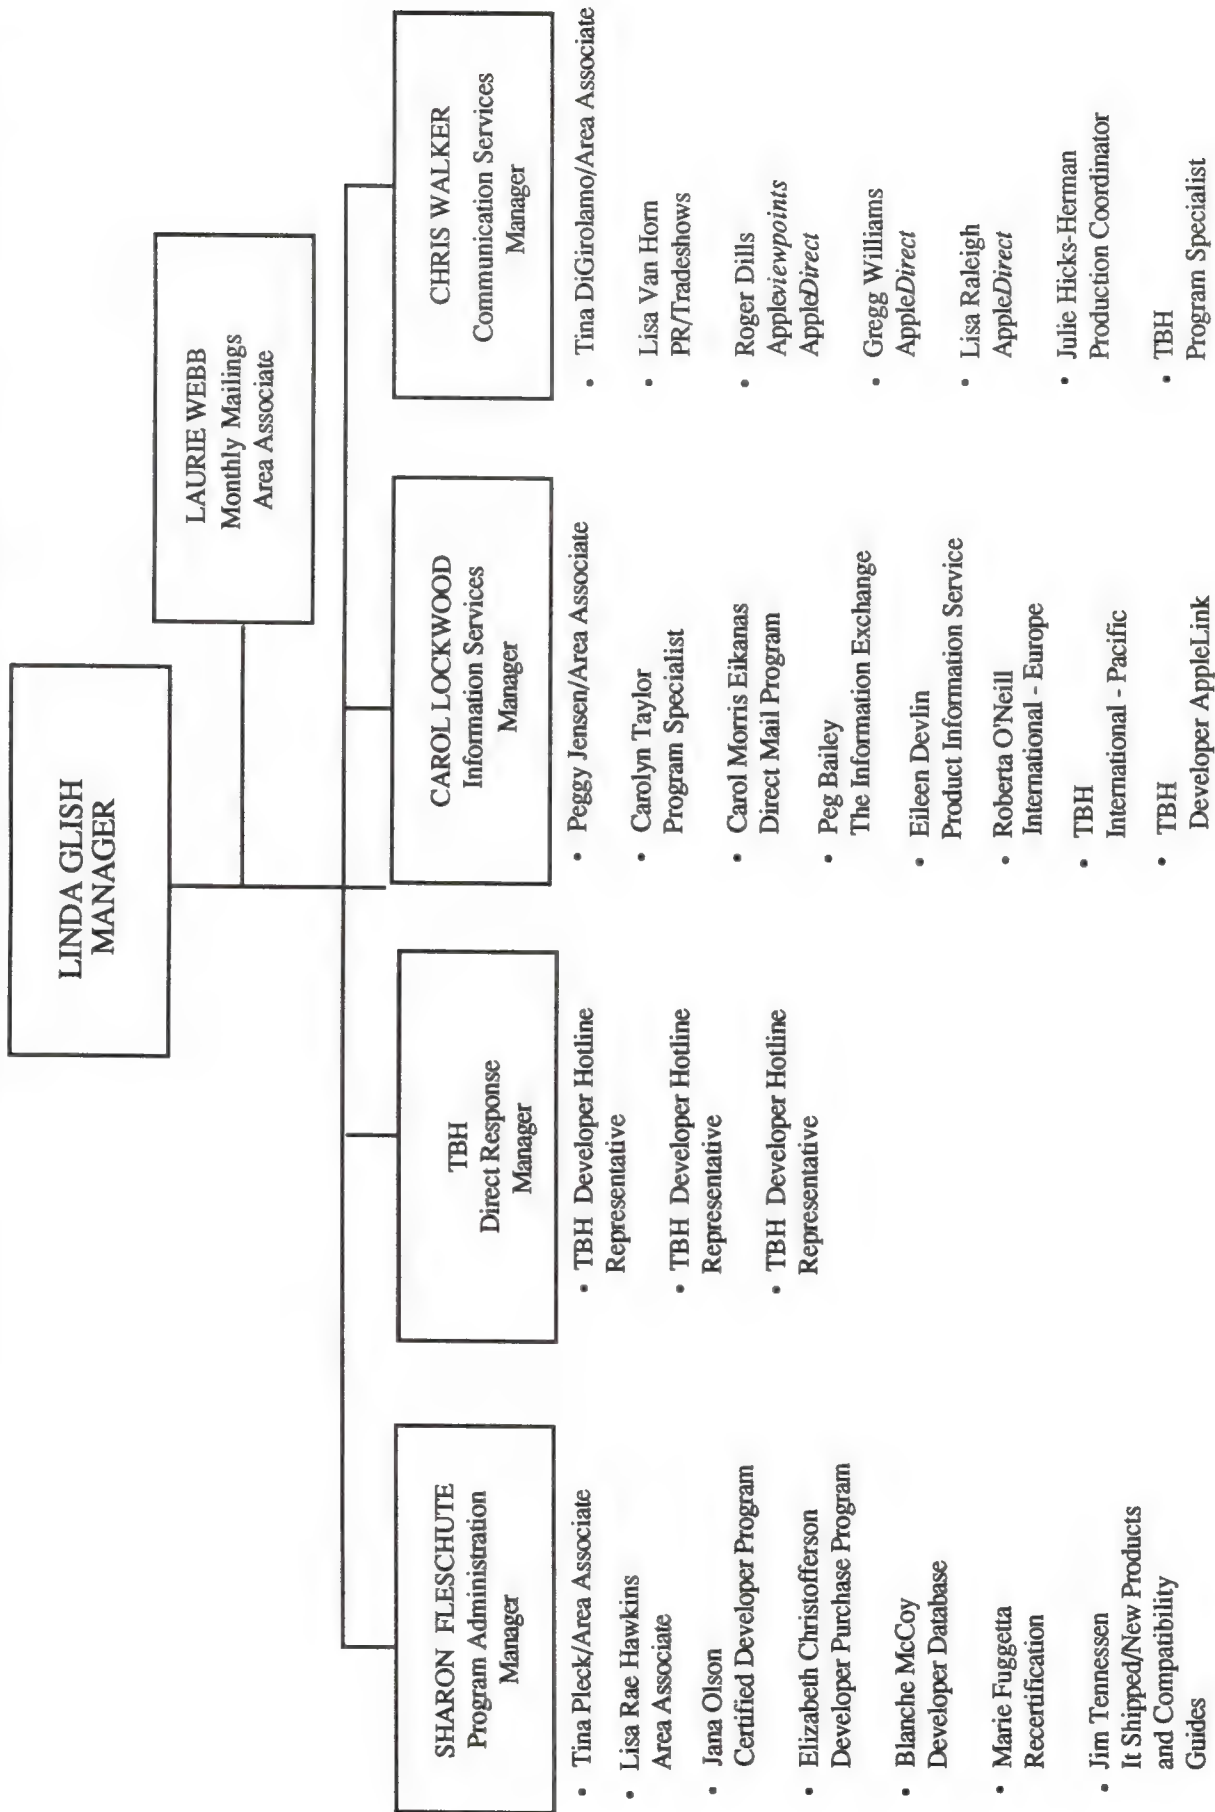 LINDA GLISH
MANAGER
LAURIE WEBB
Monthly Mailings
Area Associate
SHARON FLESCHUTE
Program Administration
Manager
• Tina Pleck/Area Associate
• Lisa Rae Hawkins
Area Associate
• Jana Olson
Certified Developer Program
• Elizabeth Christofferson
Developer Purchase Program
• Blanche McCoy
Developer Database
• Marie Fuggetta
Recertification
• Jim Tennessen
It Shipped/New Products
and Compatibility
Guides
TBH
Direct Response
Manager
• TBH Developer Hotline
Representative
• TBH Developer Hotline
Representative
• TBH Developer Hotline
Representative
CAROL LOCKWOOD
Information Services
Manager
• Peggy Jensen/Area Associate
• Carolyn Taylor
Program Specialist
• Carol Morris Eikanas
Direct Mail Program
• Peg Bailey
The Information Exchange
• Eileen Devlin
Product Information Service
• Roberta O'Neill
International - Europe
• TBH
International - Pacific
• TBH
Developer AppleLink
CHRIS WALKER
Communication Services
Manager
• Tina DiGirolamo/Area Associate
• Lisa Van Horn
PR/Tradeshows
• Roger Dills
Appleviewpoints
AppleDirect
• Gregg Williams
AppleDirect
• Lisa Raleigh
AppleDirect
• Julie Hicks-Herman
Production Coordinator
• TBH
Program Specialist